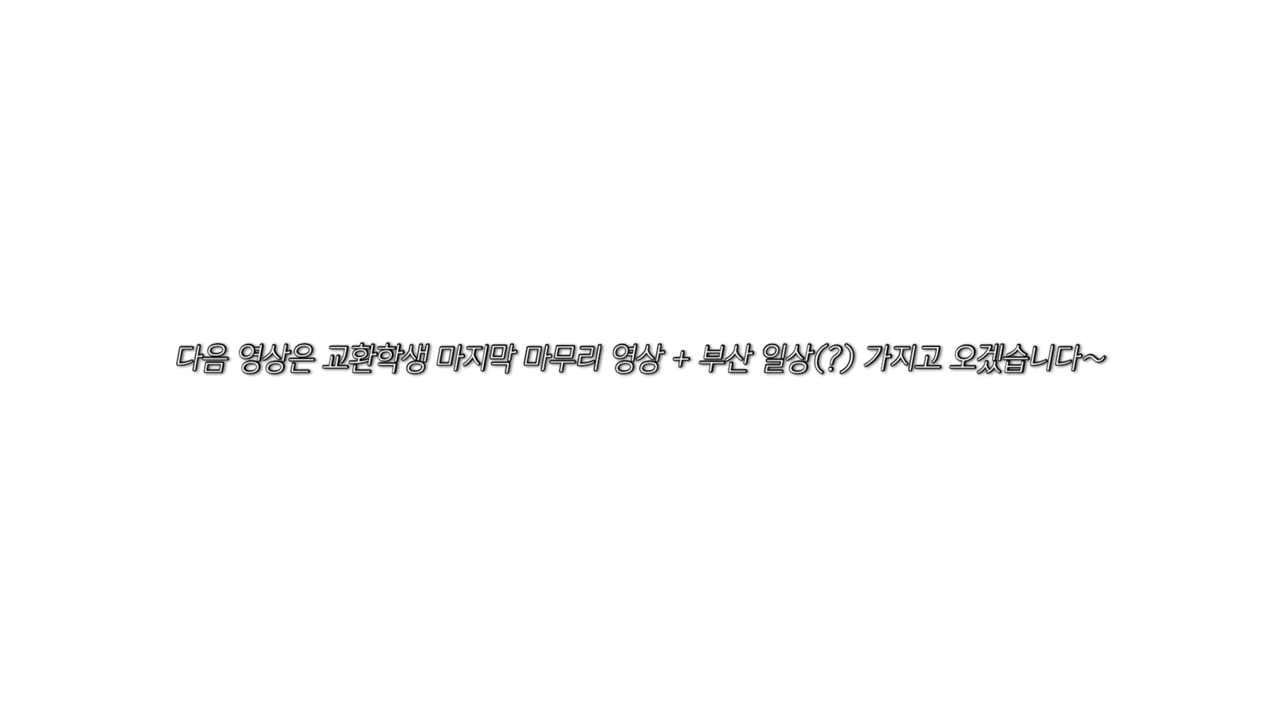 다음 영상은 교환학생 마지막 마무리 영상 + 부산 일상(?) 가지고 오겠습니다~